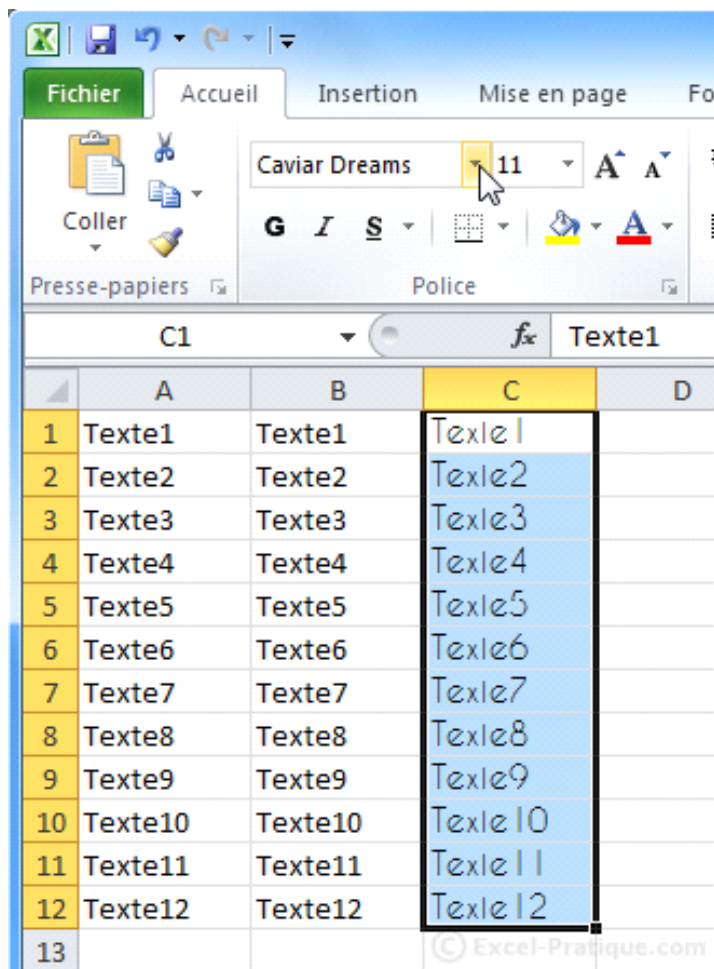 Fichier Accueil Insertion Mise en page Fo
Caviar Dreams 11 A A
Coller
G I S A
Presse-papiers Police
C1 fx Texte1
A B C D
1 Texte1 Texte1 Texte1
2 Texte2 Texte2 Texte2
3 Texte3 Texte3 Texte3
4 Texte4 Texte4 Texte4
5 Texte5 Texte5 Texte5
6 Texte6 Texte6 Texte6
7 Texte7 Texte7 Texte7
8 Texte8 Texte8 Texte8
9 Texte9 Texte9 Texte9
10 Texte10 Texte10 Texte10
11 Texte11 Texte11 Texte11
12 Texte12 Texte12 Texte12
13 © Excel-Pratique.com